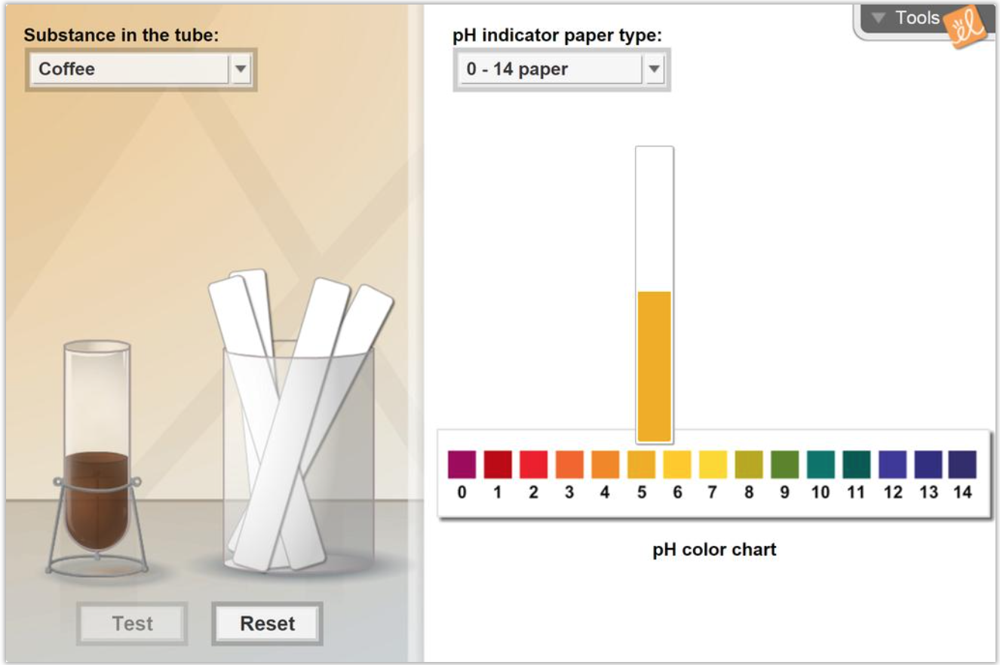 Substance in the tube:
Coffee
pH indicator paper type:
0 - 14 paper
Tools
0 1 2 3 4 5 6 7 8 9 10 11 12 13 14
pH color chart
Test
Reset